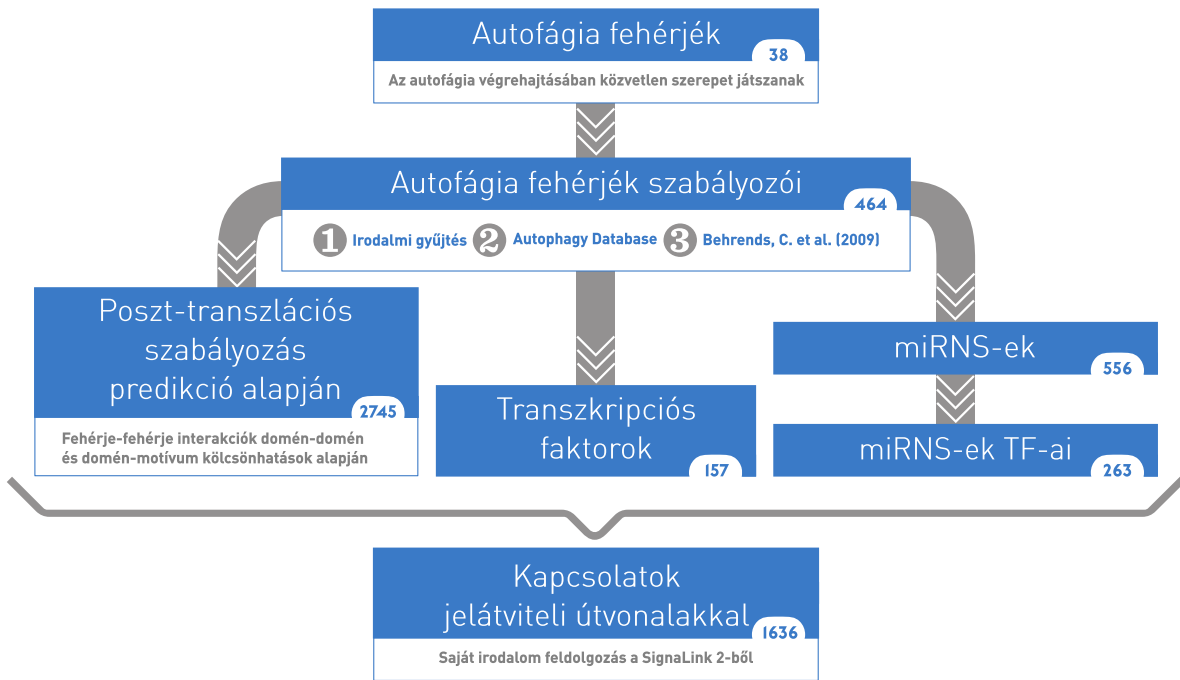 Autofágia fehérjék
38
Az autofágia végrehajtásában közvetlen szerepet játszanak
Autofágia fehérjék szabályozói
464
1 Irodalmi gyűjtés 2 Autophagy Database 3 Behrends, C. et al. (2009)
Poszt-transzlációs
szabályozás
predikció alapján
2745
Fehérje-fehérje interakciók domén-domén
és domén-motívum kölcsönhatások alapján
Transzkripciós
faktorok
157
miRNS-ek
556
miRNS-ek TF-ai
263
Kapcsolatok
jelátviteli útvonalakkal
1636
Saját irodalom feldolgozás a SignaLink 2-ből